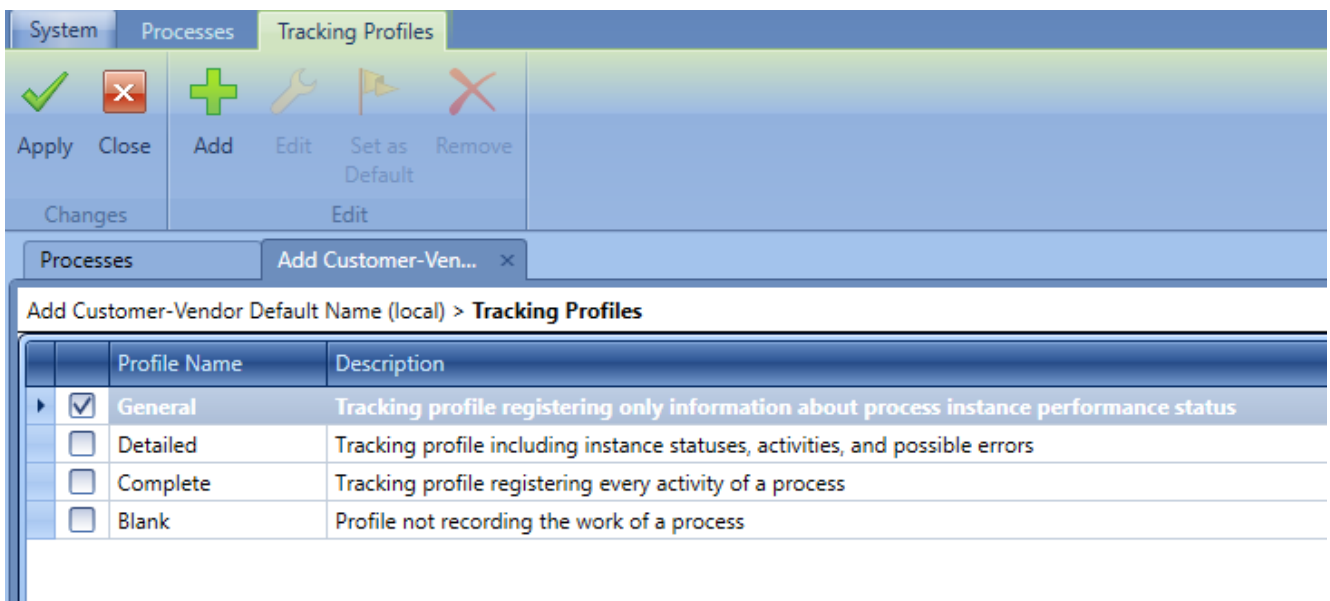 System Processes Tracking Profiles
Apply Close Add Edit Set as Default Remove
Changes Edit
Processes Add Customer-Ven... ×
Add Customer-Vendor Default Name (local) > Tracking Profiles
Profile Name Description
General Tracking profile registering only information about process instance performance status
Detailed Tracking profile including instance statuses, activities, and possible errors
Complete Tracking profile registering every activity of a process
Blank Profile not recording the work of a process